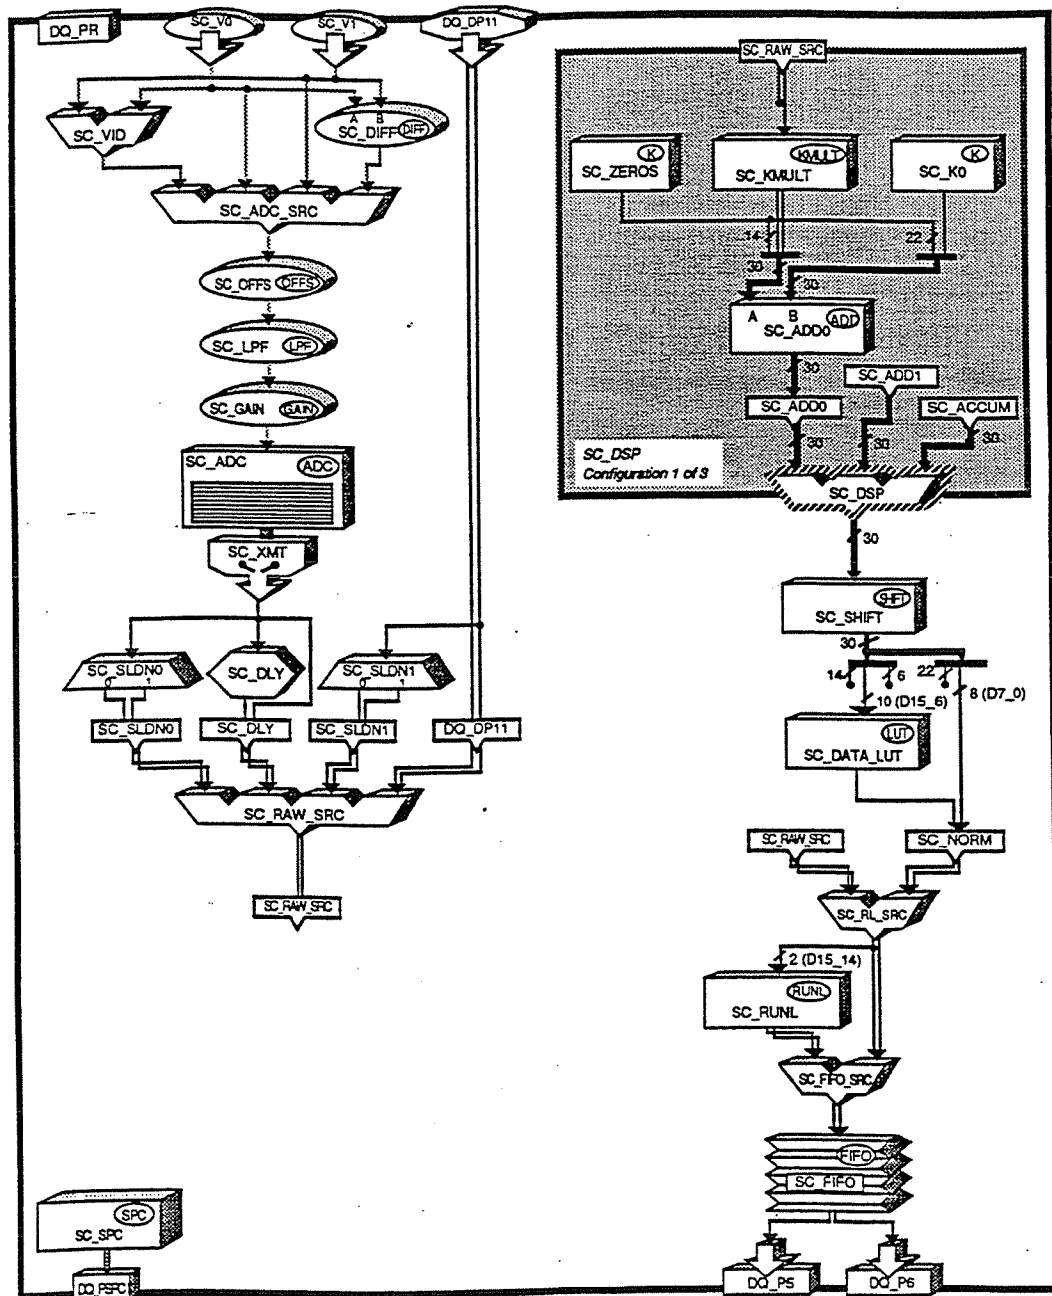 DQ_PR
SC_V0
SC_V1
DQ_DP11
SC_VID
A B
SC_DIFF DIFF
SC_ADC_SRC
SC_OFFS OFFS
SC_LPF LPF
SC_GAIN GAIN
SC_ADC ADC
SC_XMT
SC_SLDN0
0 1
SC_DLY
SC_SLDN1
0 1
SC_SLDN0
SC_DLY
SC_SLDN1
DQ_DP11
SC_RAW_SRC
SC_RAW_SRC
SC_SPC SPC
DQ_PSPC
SC_RAW_SRC
K
SC_ZEROS
KMULT
SC_KMULT
K
SC_K0
14
22
30
30
A B ADD
SC_ADD0
30
SC_ADD1
SC_ADD0
SC_ACCUM
30
30
30
SC_DSP
Configuration 1 of 3
SC_DSP
30
SHIFT
SC_SHIFT
30
14
6
22
8 (D7_0)
10 (D15_6)
LUT
SC_DATA_LUT
SC_RAW_SRC
SC_NORM
SC_RL_SRC
2 (D15_14)
RUNL
SC_RUNL
SC_FIFO_SRC
FIFO
SC_FIFO
DQ_P5
DQ_P6